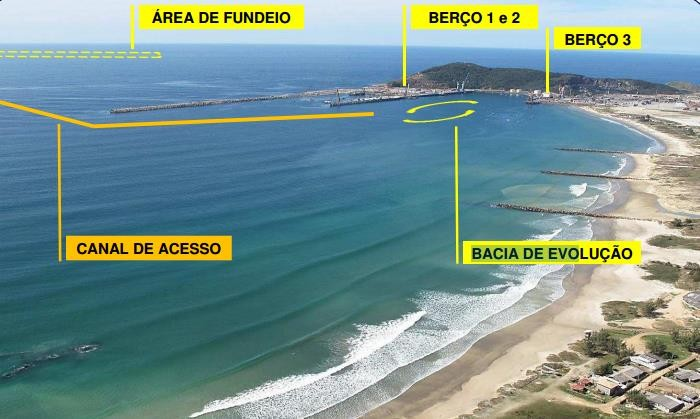 ÁREA DE FUNDEIO
BERÇO 1 e 2
BERÇO 3
CANAL DE ACESSO
BACIA DE EVOLUÇÃO